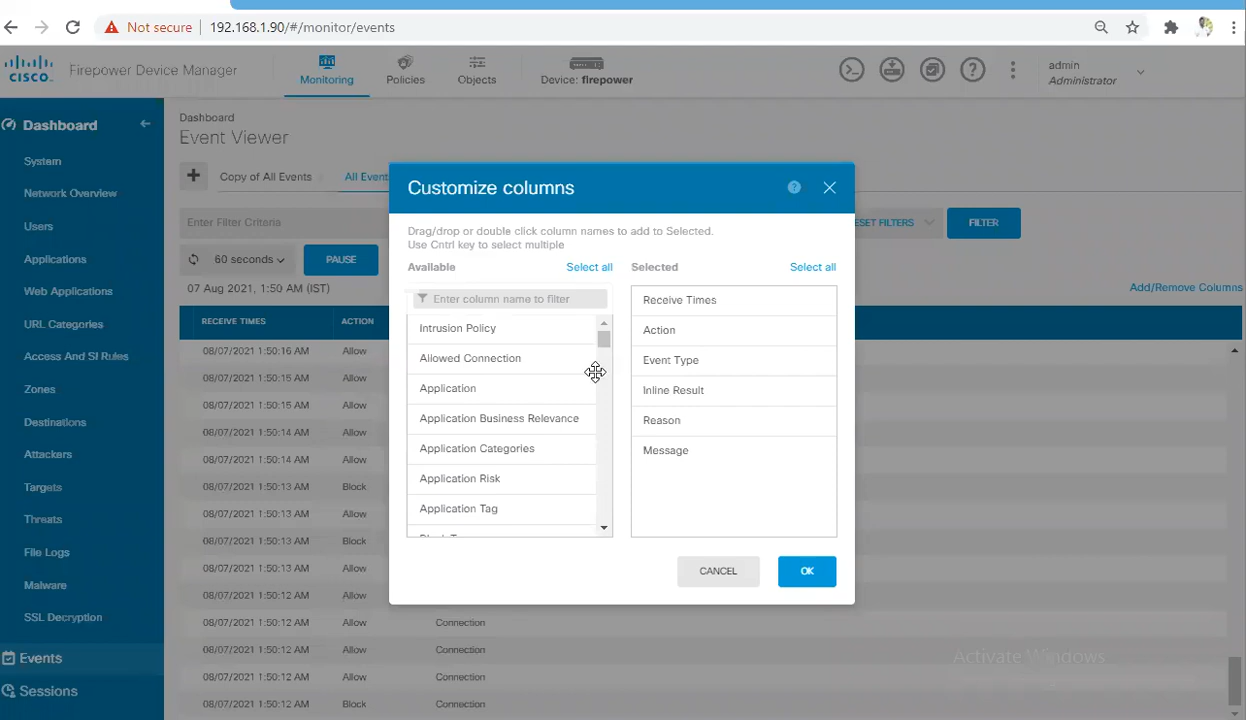 Not secure 192.168.1.90/#/monitor/events
CISCO Firepower Device Manager Monitoring Policies Objects Device: firepower admin
Administrator
Dashboard
System
Network Overview
Users
Applications
Web Applications
URL Categories
Access And SI Rules
Zones
Destinations
Attackers
Targets
Threats
File Logs
Malware
SSL Decryption
Events
Sessions
Dashboard
Event Viewer
Copy of All Events All Event
Enter Filter Criteria ESET FILTERS FILTER
60 seconds PAUSE
07 Aug 2021, 1:50 AM (IST) Add/Remove Columns
RECEIVE TIMES ACTION
08/07/2021 1:50:16 AM Allow
08/07/2021 1:50:15 AM Allow
08/07/2021 1:50:15 AM Allow
08/07/2021 1:50:14 AM Allow
08/07/2021 1:50:14 AM Allow
08/07/2021 1:50:13 AM Block
08/07/2021 1:50:13 AM Allow
08/07/2021 1:50:13 AM Block
08/07/2021 1:50:13 AM Allow
08/07/2021 1:50:12 AM Allow
08/07/2021 1:50:12 AM Allow Connection
08/07/2021 1:50:12 AM Allow Connection
08/07/2021 1:50:12 AM Allow Connection
08/07/2021 1:50:12 AM Block Connection
Customize columns
Drag/drop or double click column names to add to Selected.
Use Cntrl key to select multiple
Available Select all
Enter column name to filter
Intrusion Policy
Allowed Connection
Application
Application Business Relevance
Application Categories
Application Risk
Application Tag
Selected Select all
Receive Times
Action
Event Type
Inline Result
Reason
Message
CANCEL OK
Activate Windows